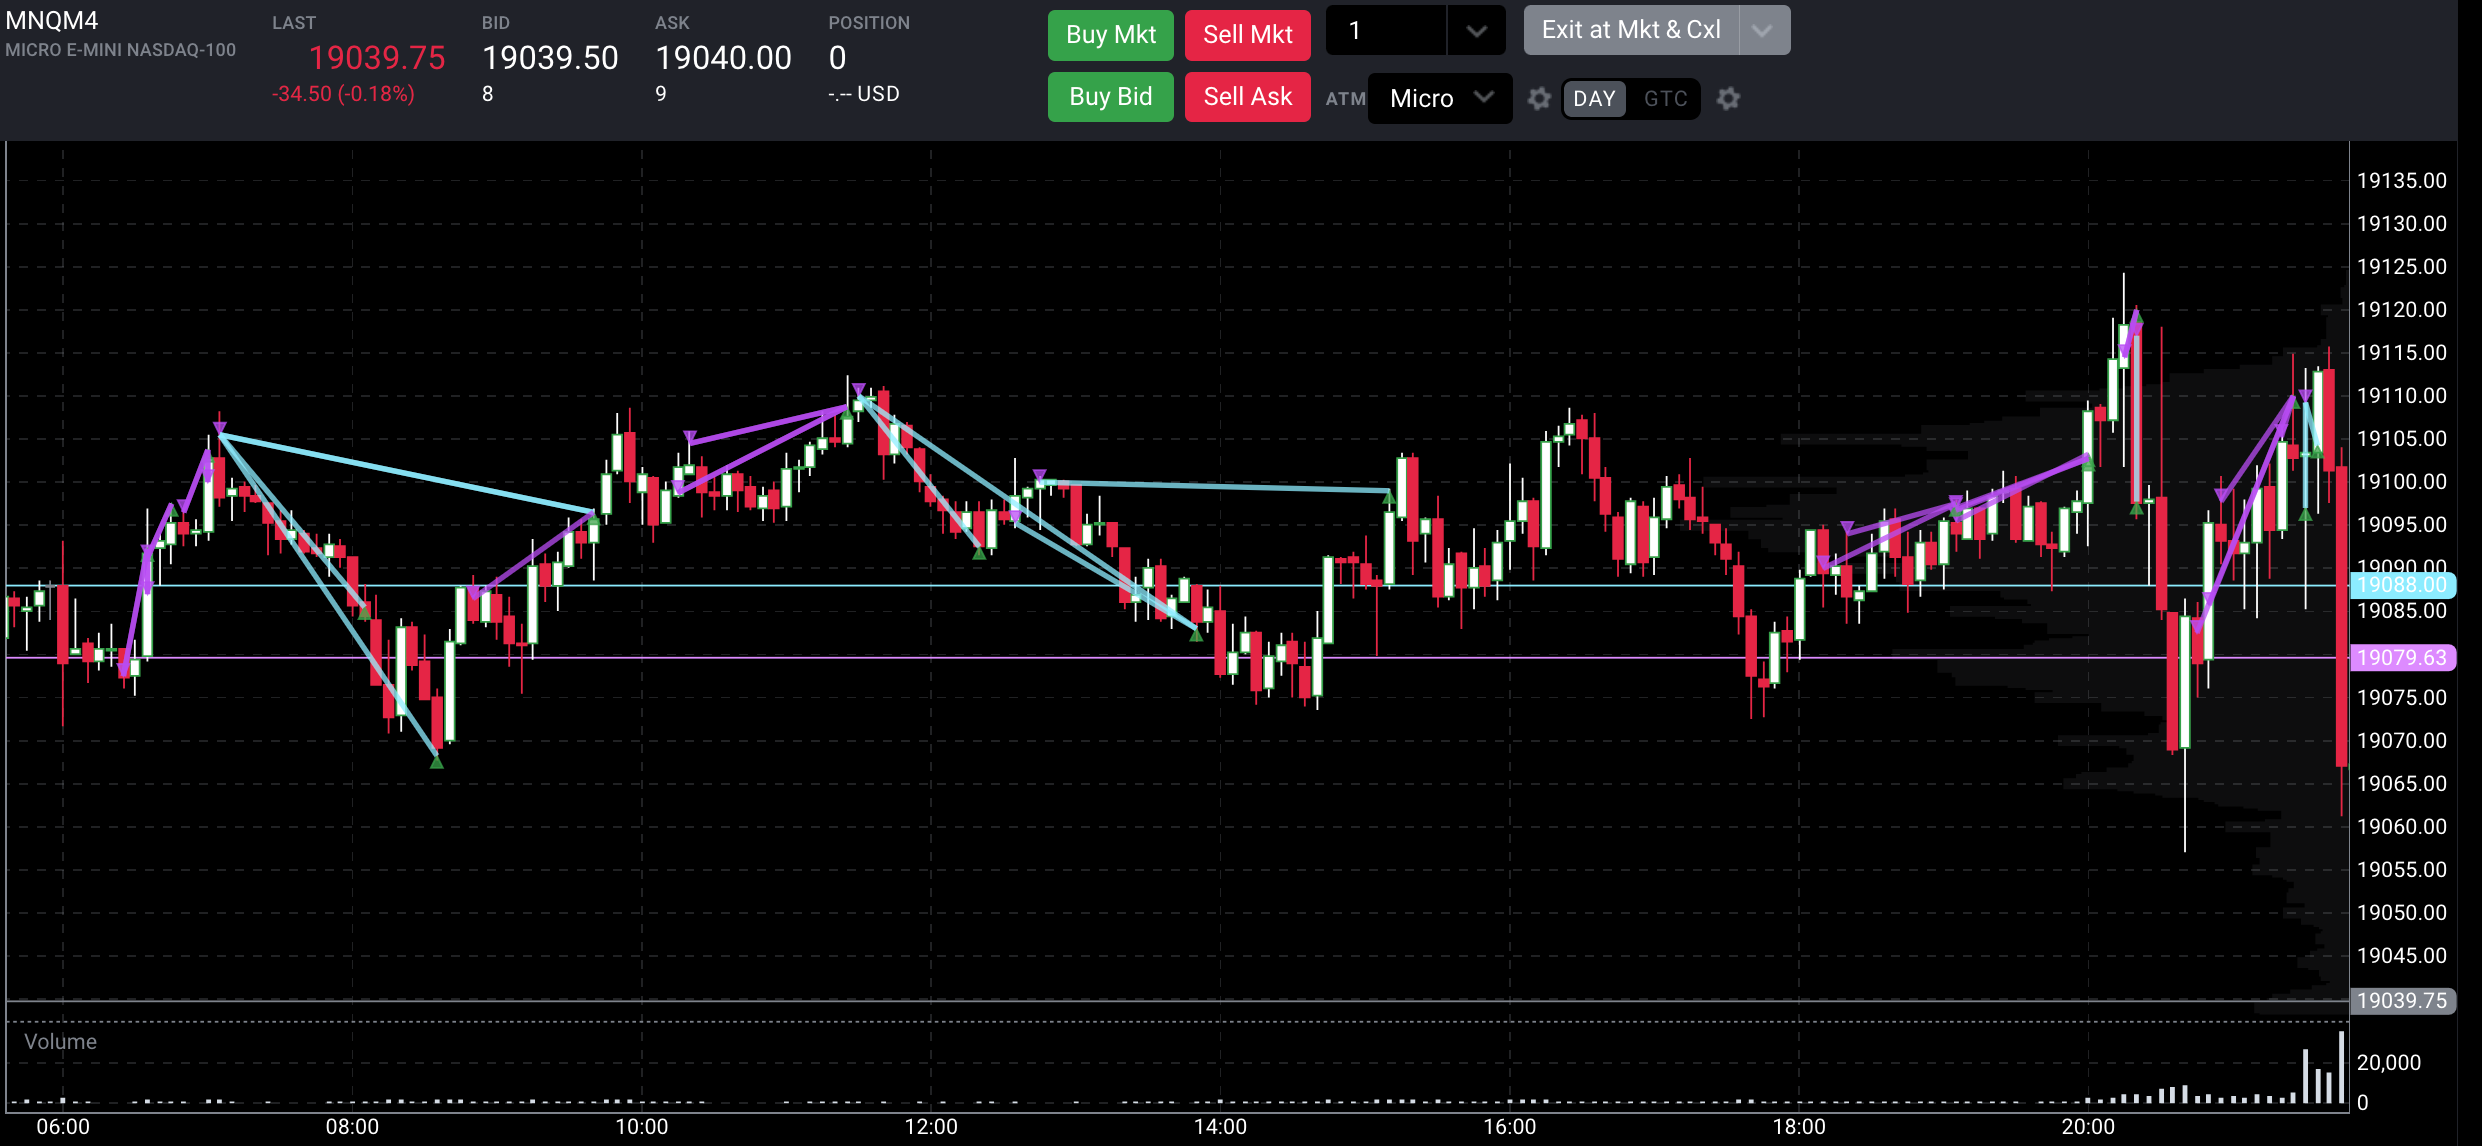 MNQM4
MICRO E-MINI NASDAQ-100
LAST
19039.75
-34.50 (-0.18%)
BID
19039.50
8
ASK
19040.00
9
POSITION
0
-.-- USD
Buy Mkt
Sell Mkt
1
Exit at Mkt & Cxl
Buy Bid
Sell Ask
ATM
Micro
DAY
GTC
19135.00
19130.00
19125.00
19120.00
19115.00
19110.00
19105.00
19100.00
19095.00
19090.00
19088.00
19085.00
19079.63
19075.00
19070.00
19065.00
19060.00
19055.00
19050.00
19045.00
19039.75
Volume
20,000
0
06:00
08:00
10:00
12:00
14:00
16:00
18:00
20:00